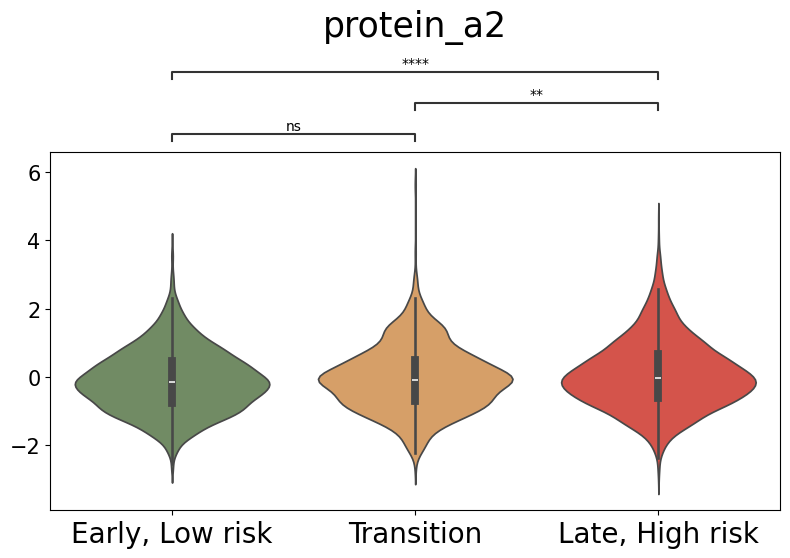 protein_a2
****
**
ns
6
4
2
0
−2
Early, Low risk
Transition
Late, High risk